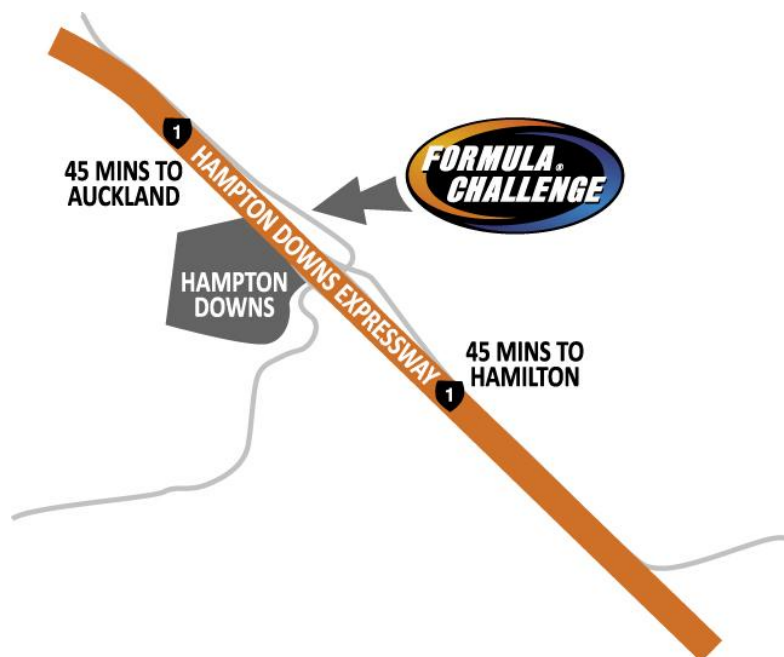 1
45 MINS TO
AUCKLAND
HAMPTON DOWNS EXPRESSWAY
FORMULA®
CHALLENGE
HAMPTON
DOWNS
45 MINS TO
HAMILTON
1